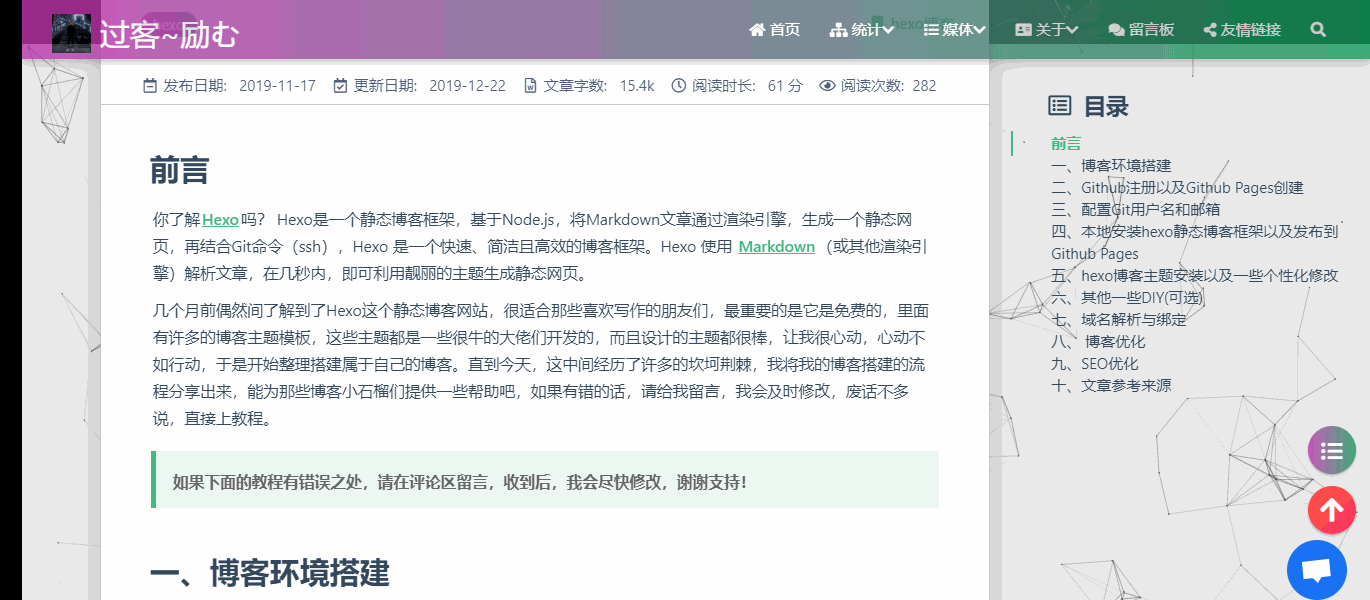 过客~励む
首页
统计
媒体
关于
留言板
友情链接
hexo
hexo博客
发布日期: 2019-11-17
更新日期: 2019-12-22
文章字数: 15.4k
阅读时长: 61 分
阅读次数: 282
前言
你了解Hexo吗？ Hexo是一个静态博客框架，基于Node.js，将Markdown文章通过渲染引擎，生成一个静态网
页，再结合Git命令（ssh），Hexo 是一个快速、简洁且高效的博客框架。Hexo 使用 Markdown（或其他渲染引
擎）解析文章，在几秒内，即可利用靓丽的主题生成静态网页。
几个月前偶然间了解到了Hexo这个静态博客网站，很适合那些喜欢写作的朋友们，最重要的是它是免费的，里面
有许多的博客主题模板，这些主题都是一些很牛的大佬们开发的，而且设计的主题都很棒，让我很心动，心动不
如行动，于是开始整理搭建属于自己的博客。直到今天，这中间经历了许多的坎坷荆棘，我将我的博客搭建的流
程分享出来，能为那些博客小石榴们提供一些帮助吧，如果有错的话，请给我留言，我会及时修改，废话不多
说，直接上教程。
如果下面的教程有错误之处，请在评论区留言，收到后，我会尽快修改，谢谢支持！
一、博客环境搭建
目录
前言
一、博客环境搭建
二、Github注册以及Github Pages创建
三、配置Git用户名和邮箱
四、本地安装hexo静态博客框架以及发布到
Github Pages
五、hexo博客主题安装以及一些个性化修改
六、其他一些DIY(可选)
七、域名解析与绑定
八、 博客优化
九、SEO优化
十、文章参考来源